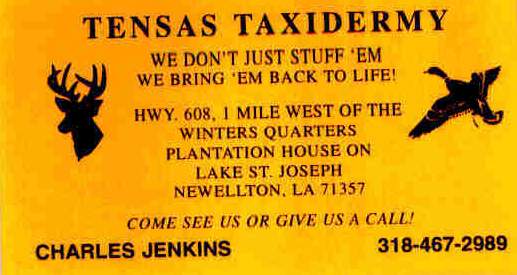 TENSAS TAXIDERMY
WE DON'T JUST STUFF 'EM
WE BRING 'EM BACK TO LIFE!
HWY. 608, 1 MILE WEST OF THE
WINTERS QUARTERS
PLANTATION HOUSE ON
LAKE ST. JOSEPH
NEWELLTON, LA 71357
COME SEE US OR GIVE US A CALL!
CHARLES JENKINS 318-467-2989